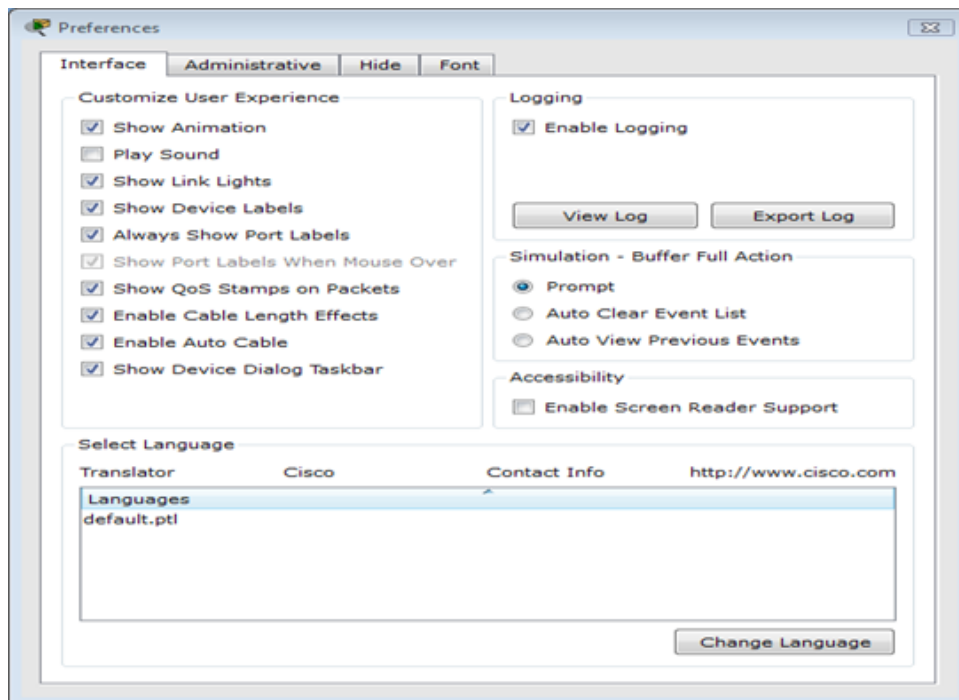 Preferences
Interface Administrative Hide Font
Customize User Experience
Show Animation
Play Sound
Show Link Lights
Show Device Labels
Always Show Port Labels
Show Port Labels When Mouse Over
Show QoS Stamps on Packets
Enable Cable Length Effects
Enable Auto Cable
Show Device Dialog Taskbar
Logging
Enable Logging
View Log Export Log
Simulation - Buffer Full Action
Prompt
Auto Clear Event List
Auto View Previous Events
Accessibility
Enable Screen Reader Support
Select Language
Translator Cisco Contact Info http://www.cisco.com
Languages
default.ptl
Change Language